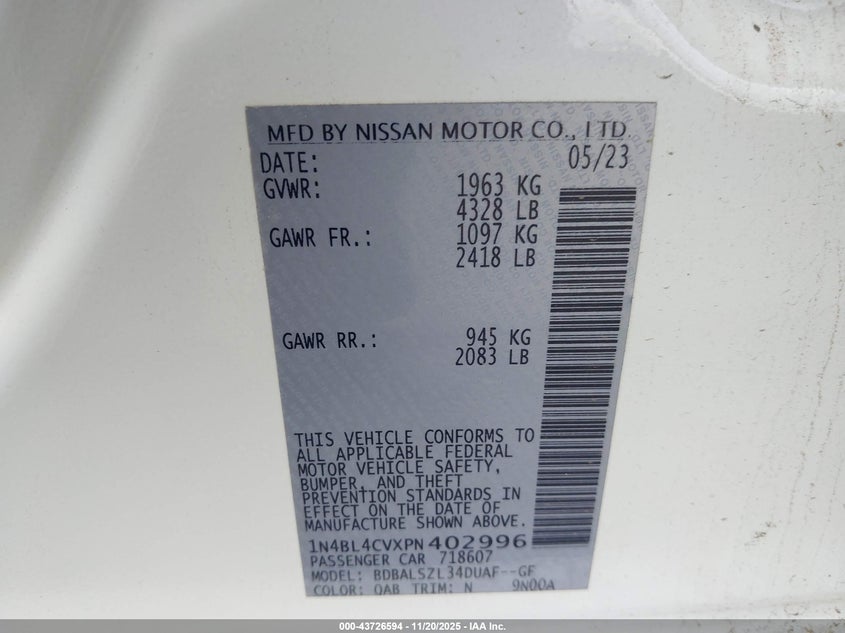 MFD BY NISSAN MOTOR CO., LTD
DATE: 05/23
GVWR: 1963 KG
4328 LB
GAWR FR.: 1097 KG
2418 LB
GAWR RR.: 945 KG
2083 LB
THIS VEHICLE CONFORMS TO
ALL APPLICABLE FEDERAL
MOTOR VEHICLE SAFETY,
BUMPER, AND THEFT
PREVENTION STANDARDS IN
EFFECT ON THE DATE OF
MANUFACTURE SHOWN ABOVE.
1N4BL4CVXPN402996
PASSENGER CAR 718607
MODEL: BDBALSZL34DUAF--GF
COLOR: QAB TRIM: N 9N00A
000-43726594 - 11/20/2025 - IAA Inc.